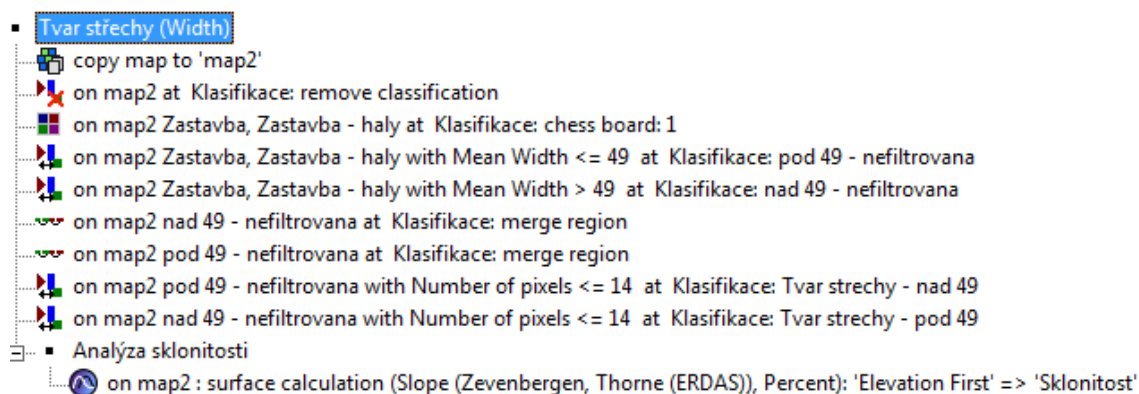 Tvar střechy (Width)
copy map to 'map2'
on map2 at  Klasifikace: remove classification
on map2 Zastavba, Zastavba - haly at  Klasifikace: chess board: 1
on map2 Zastavba, Zastavba - haly with Mean Width <= 49  at  Klasifikace: pod 49 - nefiltrovana
on map2 Zastavba, Zastavba - haly with Mean Width > 49  at  Klasifikace: nad 49 - nefiltrovana
on map2 nad 49 - nefiltrovana at  Klasifikace: merge region
on map2 pod 49 - nefiltrovana at  Klasifikace: merge region
on map2 pod 49 - nefiltrovana with Number of pixels <= 14  at  Klasifikace: Tvar strechy - nad 49
on map2 nad 49 - nefiltrovana with Number of pixels <= 14  at  Klasifikace: Tvar strechy - pod 49
Analýza sklonitosti
on map2 : surface calculation (Slope (Zevenbergen, Thorne (ERDAS)), Percent): 'Elevation First' => 'Sklonitost'